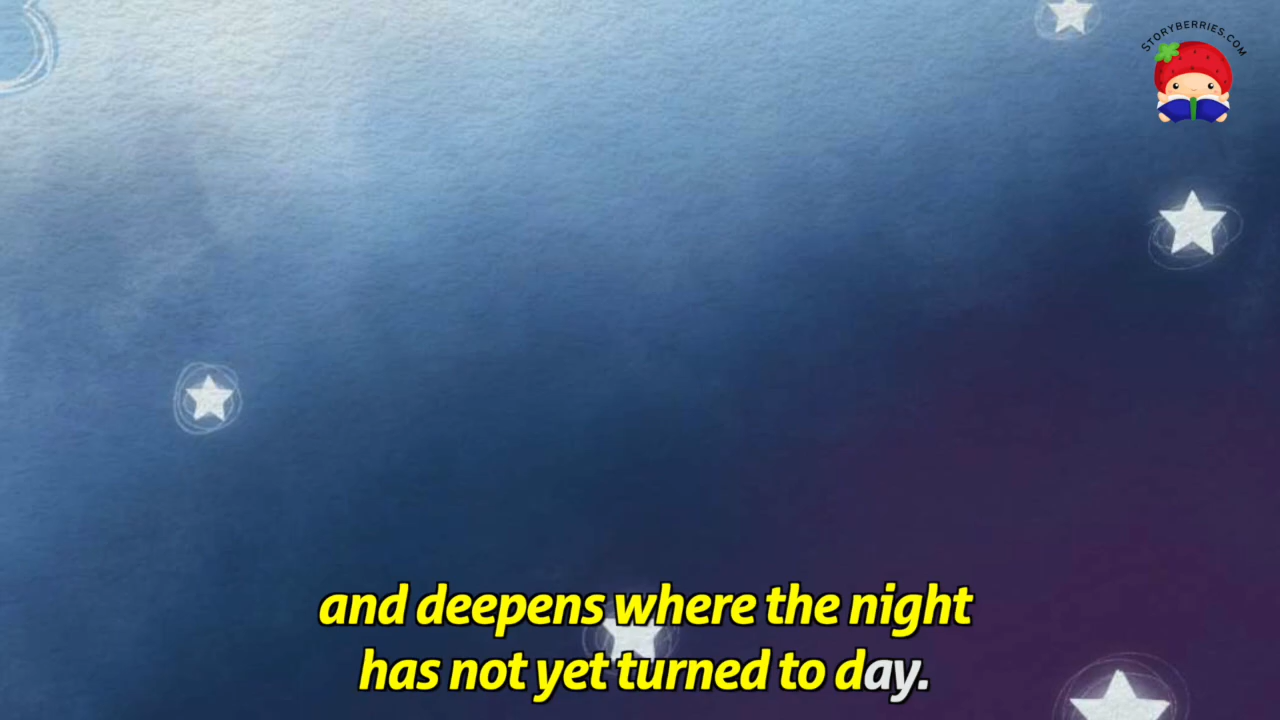 STORYBERRIES.COM
and deepens where the night
has not yet turned to day.